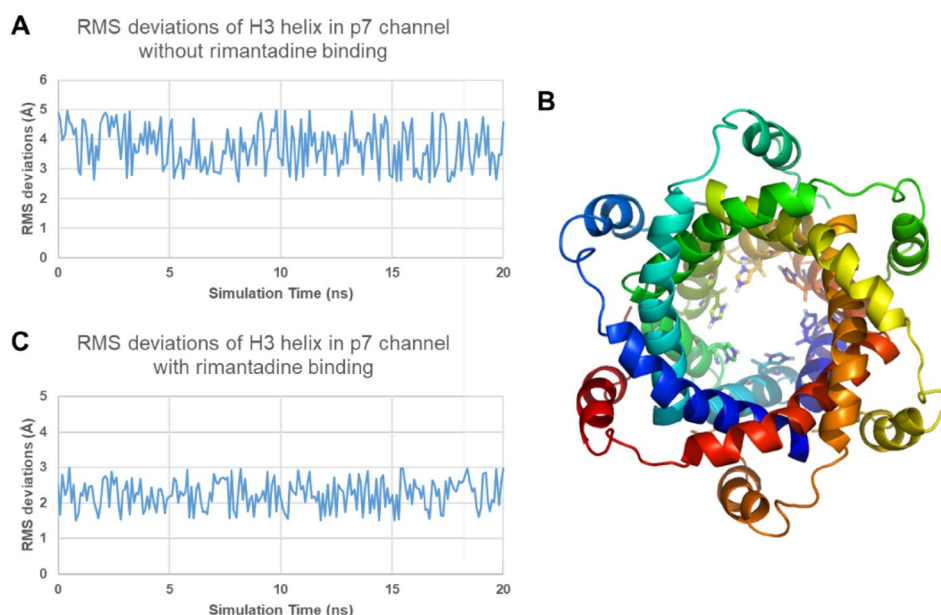 A
RMS deviations of H3 helix in p7 channel
without rimantadine binding
RMS deviations (Å)
6
5
4
3
2
1
0
0 5 10 15 20
Simulation Time (ns)
B
C
RMS deviations of H3 helix in p7 channel
with rimantadine binding
RMS deviations (Å)
5
4
3
2
1
0
0 5 10 15 20
Simulation Time (ns)